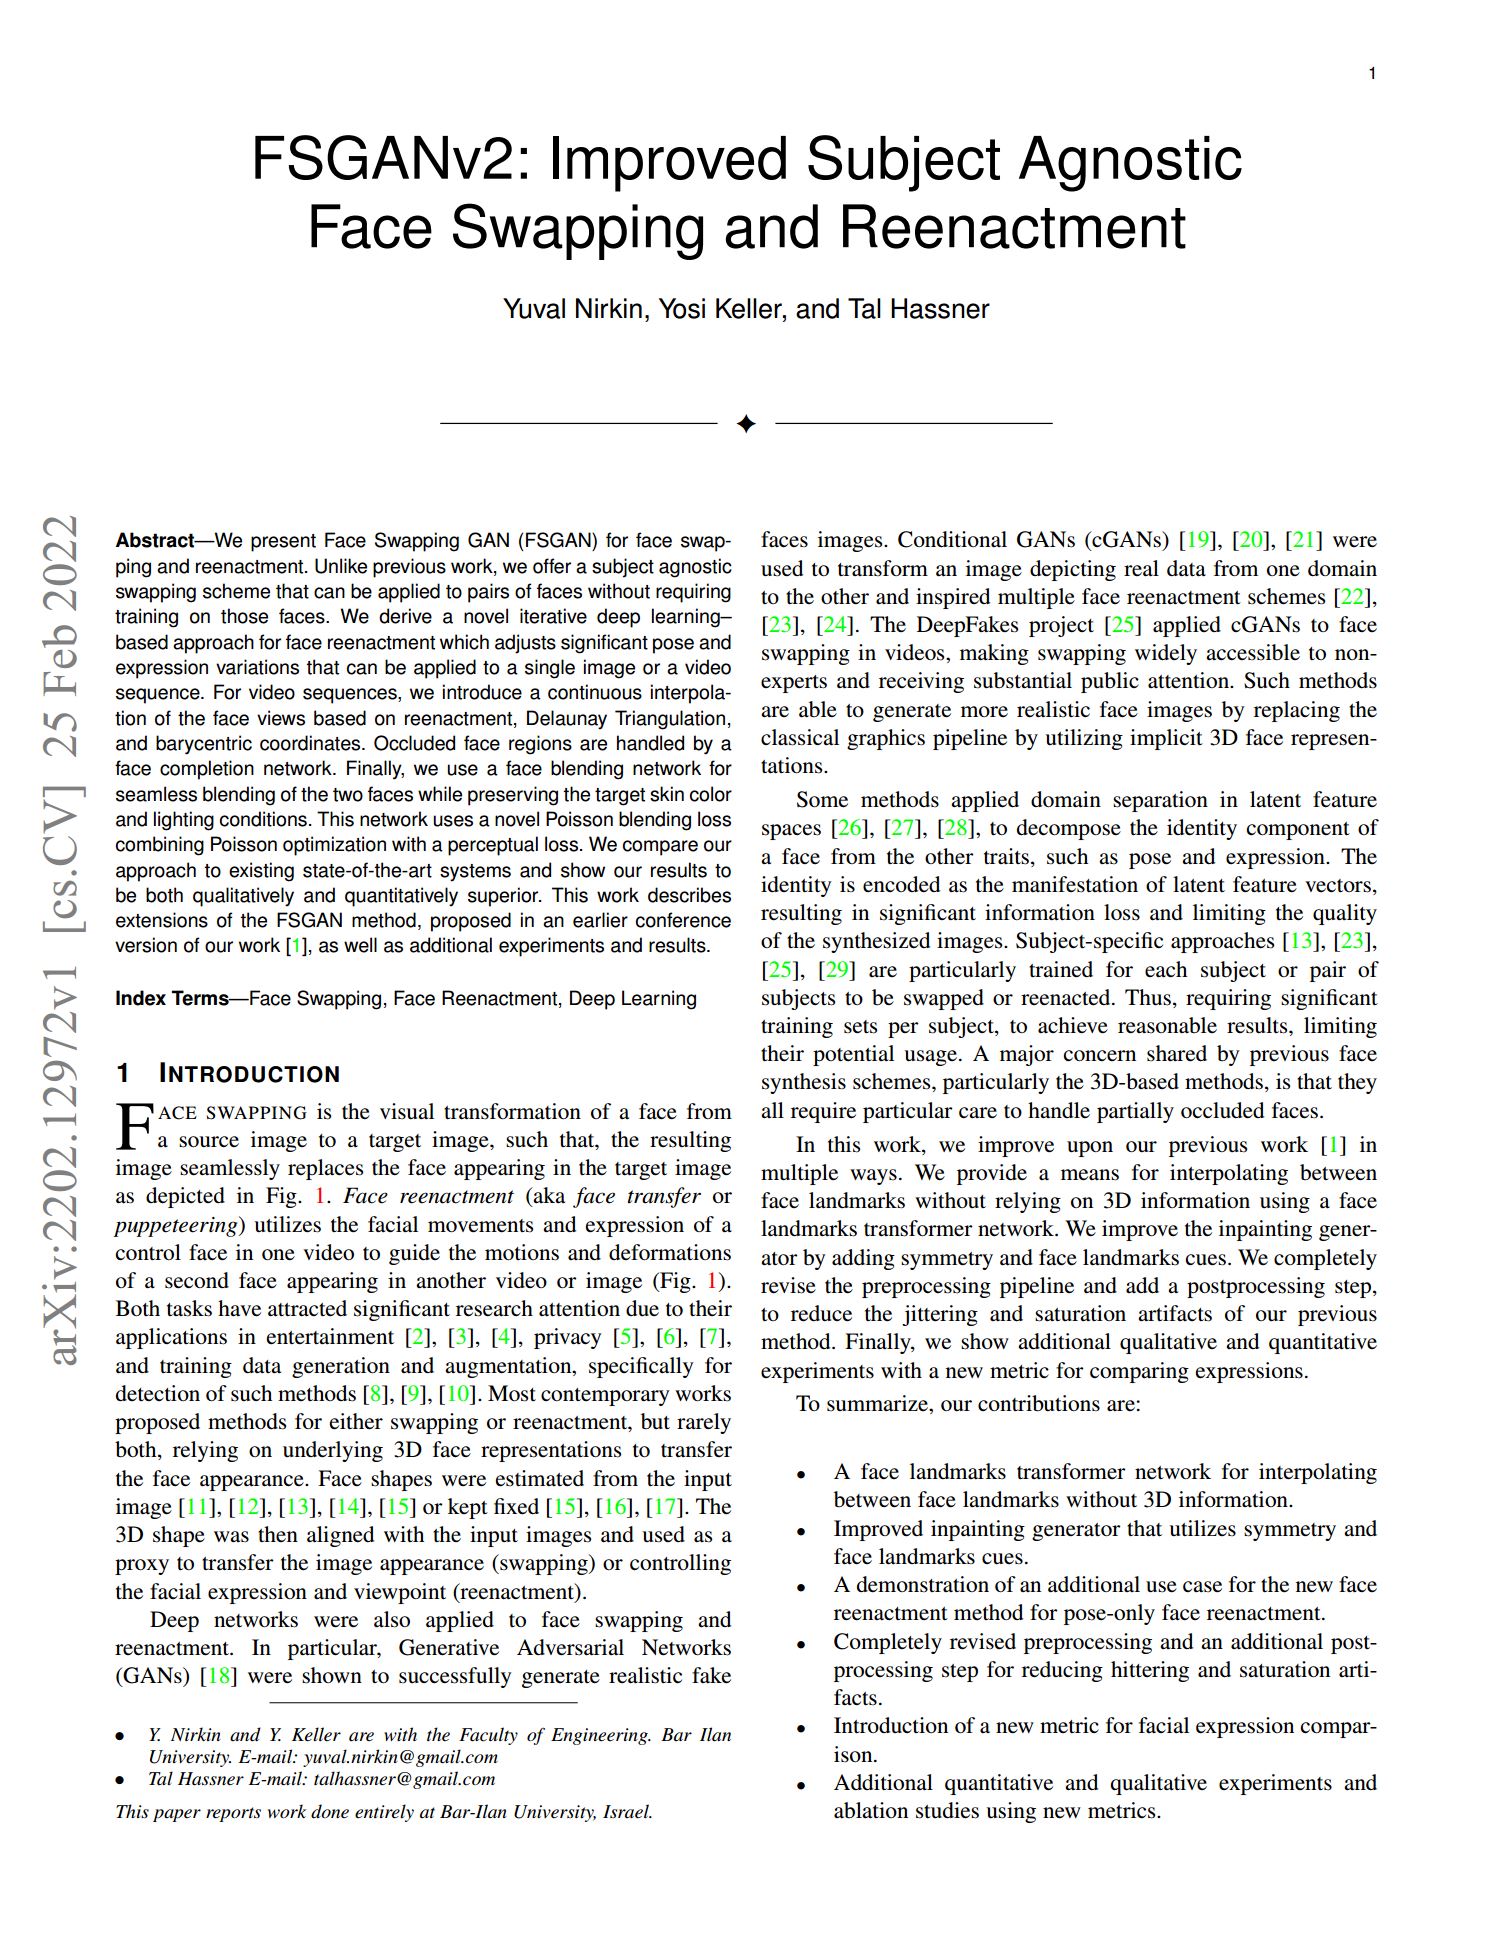 1
FSGANv2: Improved Subject Agnostic
Face Swapping and Reenactment
Yuval Nirkin, Yosi Keller, and Tal Hassner
arXiv:2202.12972v1 [cs.CV] 25 Feb 2022
Abstract—We present Face Swapping GAN (FSGAN) for face swap-
ping and reenactment. Unlike previous work, we offer a subject agnostic
swapping scheme that can be applied to pairs of faces without requiring
training on those faces. We derive a novel iterative deep learning–
based approach for face reenactment which adjusts significant pose and
expression variations that can be applied to a single image or a video
sequence. For video sequences, we introduce a continuous interpola-
tion of the face views based on reenactment, Delaunay Triangulation,
and barycentric coordinates. Occluded face regions are handled by a
face completion network. Finally, we use a face blending network for
seamless blending of the two faces while preserving the target skin color
and lighting conditions. This network uses a novel Poisson blending loss
combining Poisson optimization with a perceptual loss. We compare our
approach to existing state-of-the-art systems and show our results to
be both qualitatively and quantitatively superior. This work describes
extensions of the FSGAN method, proposed in an earlier conference
version of our work [1], as well as additional experiments and results.
Index Terms—Face Swapping, Face Reenactment, Deep Learning
1 INTRODUCTION
FACE SWAPPING is the visual transformation of a face from
a source image to a target image, such that, the resulting
image seamlessly replaces the face appearing in the target image
as depicted in Fig. 1. Face reenactment (aka face transfer or
puppeteering) utilizes the facial movements and expression of a
control face in one video to guide the motions and deformations
of a second face appearing in another video or image (Fig. 1).
Both tasks have attracted significant research attention due to their
applications in entertainment [2], [3], [4], privacy [5], [6], [7],
and training data generation and augmentation, specifically for
detection of such methods [8], [9], [10]. Most contemporary works
proposed methods for either swapping or reenactment, but rarely
both, relying on underlying 3D face representations to transfer
the face appearance. Face shapes were estimated from the input
image [11], [12], [13], [14], [15] or kept fixed [15], [16], [17]. The
3D shape was then aligned with the input images and used as a
proxy to transfer the image appearance (swapping) or controlling
the facial expression and viewpoint (reenactment).
Deep networks were also applied to face swapping and
reenactment. In particular, Generative Adversarial Networks
(GANs) [18] were shown to successfully generate realistic fake
• Y. Nirkin and Y. Keller are with the Faculty of Engineering. Bar Ilan
University. E-mail: yuval.nirkin@gmail.com
• Tal Hassner E-mail: talhassner@gmail.com
This paper reports work done entirely at Bar-Ilan University, Israel.
faces images. Conditional GANs (cGANs) [19], [20], [21] were
used to transform an image depicting real data from one domain
to the other and inspired multiple face reenactment schemes [22],
[23], [24]. The DeepFakes project [25] applied cGANs to face
swapping in videos, making swapping widely accessible to non-
experts and receiving substantial public attention. Such methods
are able to generate more realistic face images by replacing the
classical graphics pipeline by utilizing implicit 3D face represen-
tations.
Some methods applied domain separation in latent feature
spaces [26], [27], [28], to decompose the identity component of
a face from the other traits, such as pose and expression. The
identity is encoded as the manifestation of latent feature vectors,
resulting in significant information loss and limiting the quality
of the synthesized images. Subject-specific approaches [13], [23],
[25], [29] are particularly trained for each subject or pair of
subjects to be swapped or reenacted. Thus, requiring significant
training sets per subject, to achieve reasonable results, limiting
their potential usage. A major concern shared by previous face
synthesis schemes, particularly the 3D-based methods, is that they
all require particular care to handle partially occluded faces.
In this work, we improve upon our previous work [1] in
multiple ways. We provide a means for interpolating between
face landmarks without relying on 3D information using a face
landmarks transformer network. We improve the inpainting gener-
ator by adding symmetry and face landmarks cues. We completely
revise the preprocessing pipeline and add a postprocessing step,
to reduce the jittering and saturation artifacts of our previous
method. Finally, we show additional qualitative and quantitative
experiments with a new metric for comparing expressions.
To summarize, our contributions are:
• A face landmarks transformer network for interpolating
between face landmarks without 3D information.
• Improved inpainting generator that utilizes symmetry and
face landmarks cues.
• A demonstration of an additional use case for the new face
reenactment method for pose-only face reenactment.
• Completely revised preprocessing and an additional post-
processing step for reducing hittering and saturation arti-
facts.
• Introduction of a new metric for facial expression compar-
ison.
• Additional quantitative and qualitative experiments and
ablation studies using new metrics.